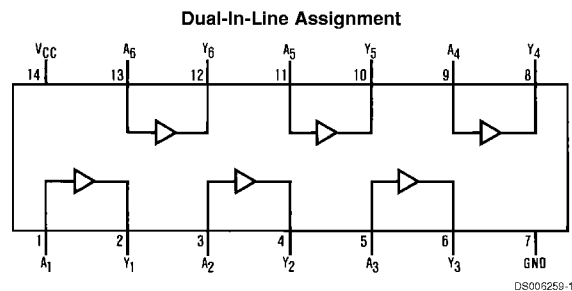 Dual-In-Line Assignment
VCC A6 Y6 A5 Y5 A4 Y4
14 13 12 11 10 9 8
1 2 3 4 5 6 7
A1 Y1 A2 Y2 A3 Y3 GND
DS006259-1